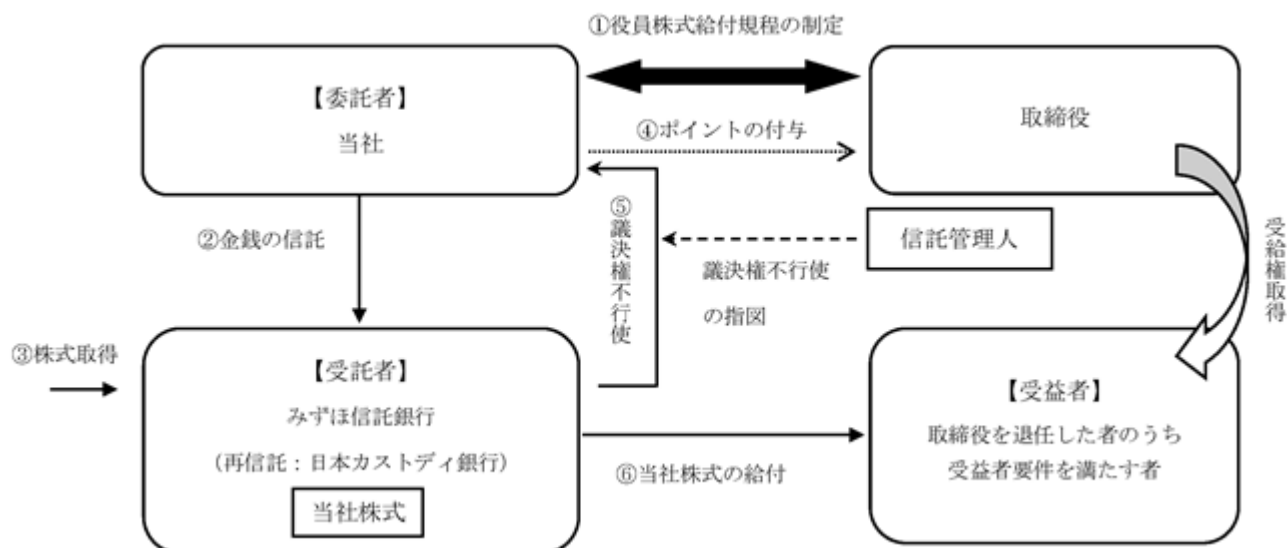 ①役員株式給付規程の制定
【委託者】
当社
取締役
④ポイントの付与
②金銭の信託
⑤議決権不行使
信託管理人
議決権不行使
の指図
受給権取得
③株式取得
【受託者】
みずほ信託銀行
(再信託:日本カストディ銀行)
当社株式
⑥当社株式の給付
【受益者】
取締役を退任した者のうち
受益者要件を満たす者